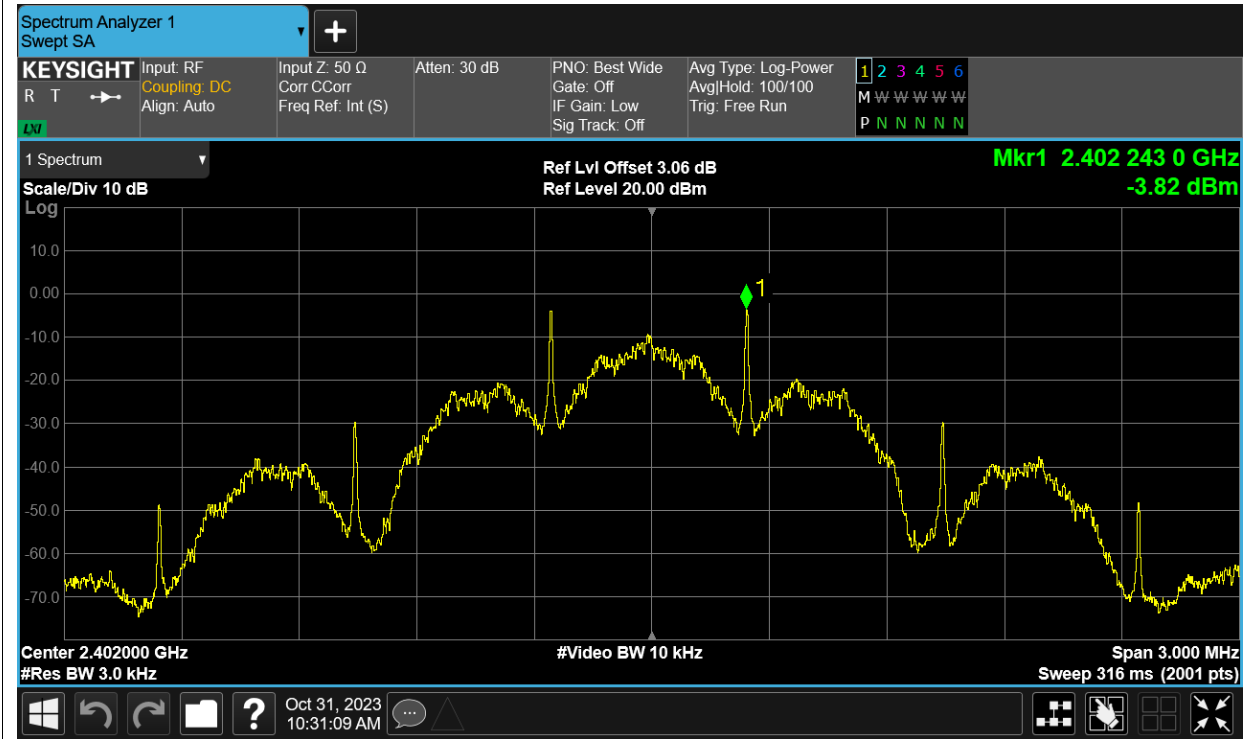 Spectrum Analyzer 1
Swept SA
+
KEYSIGHT
R T
LXI
Input: RF
Coupling: DC
Align: Auto
Input Z: 50 Ω
Corr CCorr
Freq Ref: Int (S)
Atten: 30 dB
PNO: Best Wide
Gate: Off
IF Gain: Low
Sig Track: Off
Avg Type: Log-Power
Avg|Hold: 100/100
Trig: Free Run
1 2 3 4 5 6
M W W W W W
P N N N N N
1 Spectrum
Scale/Div 10 dB
Log
Ref Lvl Offset 3.06 dB
Ref Level 20.00 dBm
Mkr1 2.402 243 0 GHz
-3.82 dBm
10.0
0.00
-10.0
-20.0
-30.0
-40.0
-50.0
-60.0
-70.0
1
Center 2.402000 GHz
#Res BW 3.0 kHz
#Video BW 10 kHz
Span 3.000 MHz
Sweep 316 ms (2001 pts)
?
Oct 31, 2023
10:31:09 AM